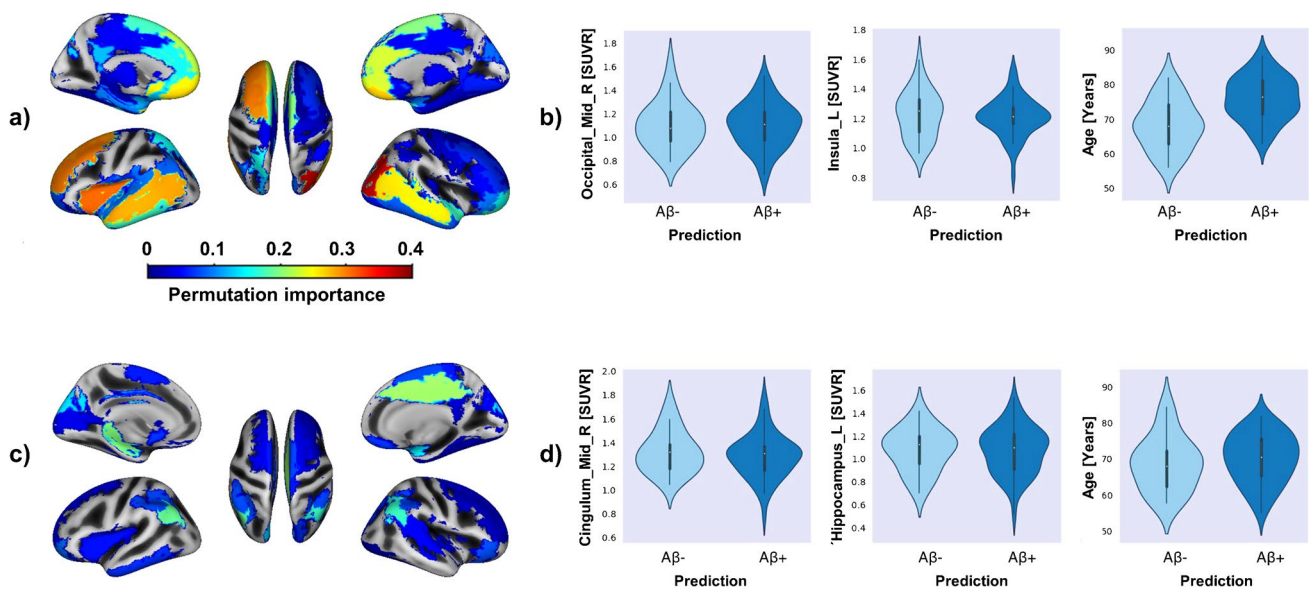 a)
0 0.1 0.2 0.3 0.4
Permutation importance
b)
Occipital_Mid_R [SUVR]
1.8
1.6
1.4
1.2
1.0
0.8
0.6
Aβ- Aβ+
Prediction
Insula_L [SUVR]
1.8
1.6
1.4
1.2
1.0
0.8
Aβ- Aβ+
Prediction
Age [Years]
90
80
70
60
50
Aβ- Aβ+
Prediction
c)
d)
Cingulum_Mid_R [SUVR]
2.0
1.8
1.6
1.4
1.2
1.0
0.8
0.6
Aβ- Aβ+
Prediction
'Hippocampus_L [SUVR]
1.6
1.4
1.2
1.0
0.8
0.6
0.4
Aβ- Aβ+
Prediction
Age [Years]
90
80
70
60
50
Aβ- Aβ+
Prediction